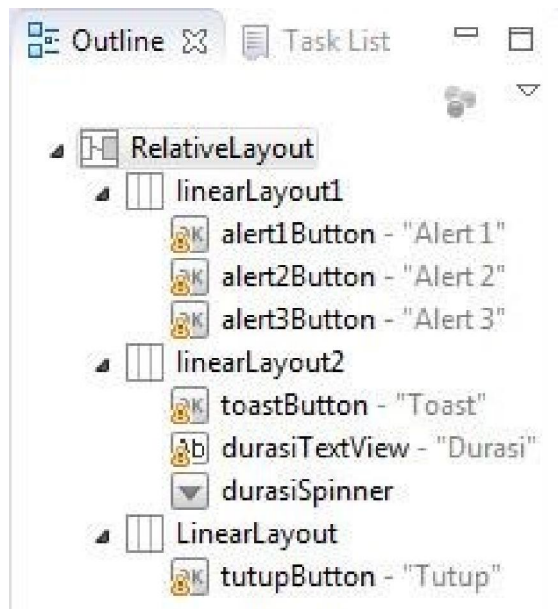 Outline Task List
RelativeLayout
linearLayout1
alert1Button - "Alert 1"
alert2Button - "Alert 2"
alert3Button - "Alert 3"
linearLayout2
toastButton - "Toast"
durasiTextView - "Durasi"
durasiSpinner
LinearLayout
tutupButton - "Tutup"